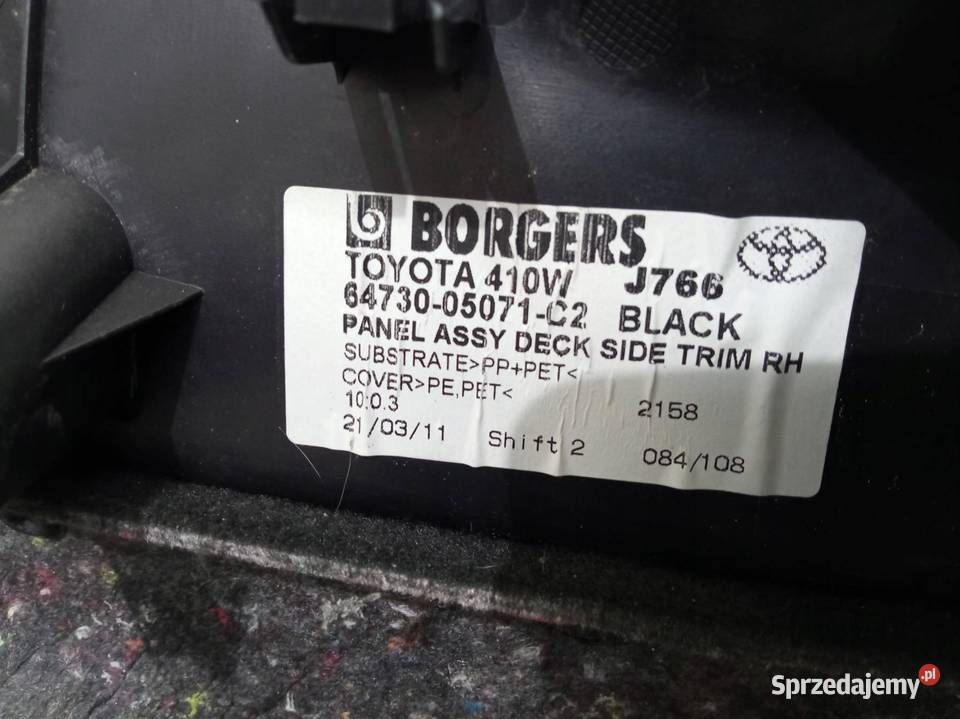 BORGERS
TOYOTA 410W J766
64730-05071-C2 BLACK
PANEL ASSY DECK SIDE TRIM RH
SUBSTRATE>PP+PET<
COVER>PE,PET<
10.0.3 2158
21/03/11 Shift 2 084/108
Sprzedajemy.pl